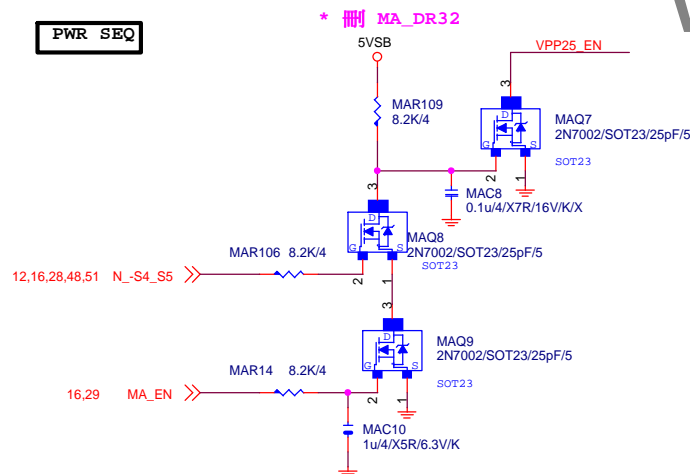 * 删 MA_DR32
PWR SEQ
5VSB
VPP25_EN
3
MAR109
8.2K/4
D
MAQ7
2N7002/SOT23/25pF/5
G
S
SOT23
2
1
3
MAC8
0.1u/4/X7R/16V/K/X
D
MAQ8
2N7002/SOT23/25pF/5
MAR106 8.2K/4
G
S
SOT23
12,16,28,48,51 N_-S4_S5
2
1
3
D
MAQ9
2N7002/SOT23/25pF/5
MAR14 8.2K/4
G
S
SOT23
16,29 MA_EN
2
1
MAC10
1u/4/X5R/6.3V/K